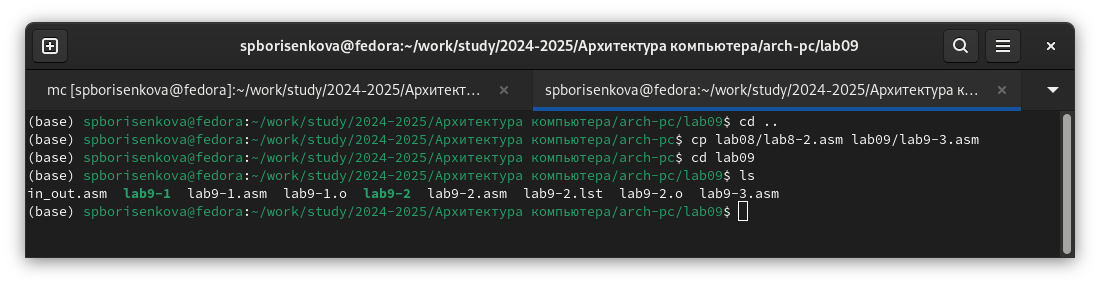 spborisenkova@fedora:~/work/study/2024-2025/Архитектура компьютера/arch-pc/lab09
mc [spborisenkova@fedora]:~/work/study/2024-2025/Архитект...
spborisenkova@fedora:~/work/study/2024-2025/Архитектура к...
(base) spborisenkova@fedora:~/work/study/2024-2025/Архитектура компьютера/arch-pc/lab09$ cd ..
(base) spborisenkova@fedora:~/work/study/2024-2025/Архитектура компьютера/arch-pc$ cp lab08/lab8-2.asm lab09/lab9-3.asm
(base) spborisenkova@fedora:~/work/study/2024-2025/Архитектура компьютера/arch-pc$ cd lab09
(base) spborisenkova@fedora:~/work/study/2024-2025/Архитектура компьютера/arch-pc/lab09$ ls
in_out.asm lab9-1 lab9-1.asm lab9-1.o lab9-2 lab9-2.asm lab9-2.lst lab9-2.o lab9-3.asm
(base) spborisenkova@fedora:~/work/study/2024-2025/Архитектура компьютера/arch-pc/lab09$